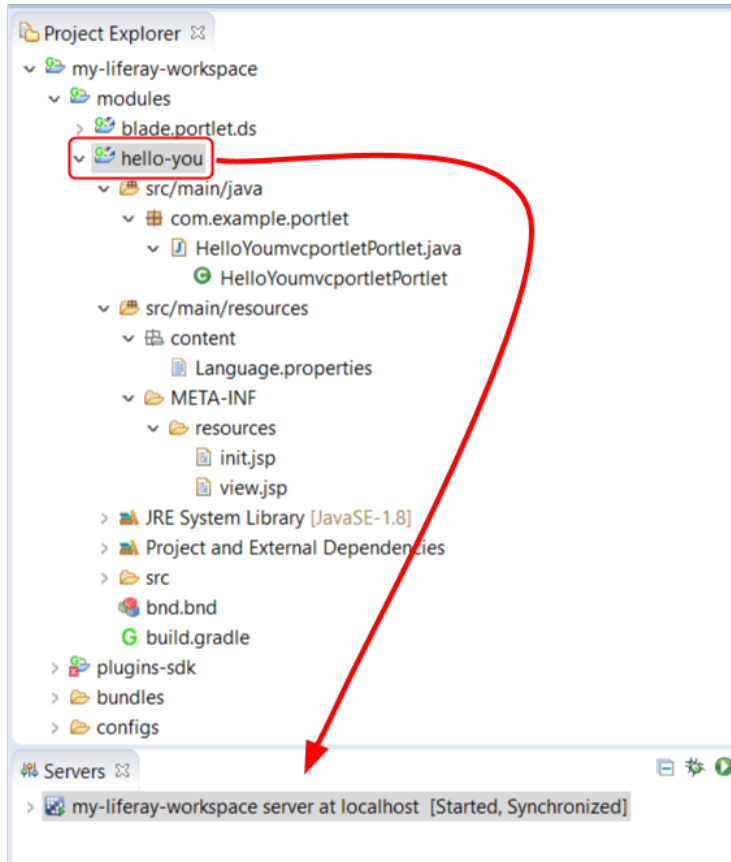 Project Explorer
my-liferay-workspace
modules
blade.portlet.ds
hello-you
src/main/java
com.example.portlet
HelloYoumvcportletPortlet.java
HelloYoumvcportletPortlet
src/main/resources
content
Language.properties
META-INF
resources
init.jsp
view.jsp
JRE System Library [JavaSE-1.8]
Project and External Dependencies
src
bnd.bnd
build.gradle
plugins-sdk
bundles
configs
Servers
my-liferay-workspace server at localhost [Started, Synchronized]